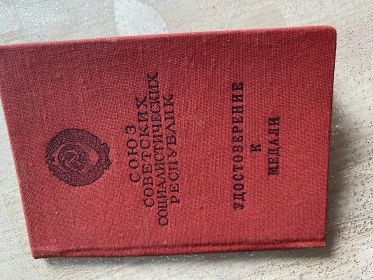 СОЮЗ
СОВЕТСКИХ
СОЦИАЛИСТИЧЕСКИХ
РЕСПУБЛИК
УДОСТОВЕРЕНИЕ
К
МЕДАЛИ